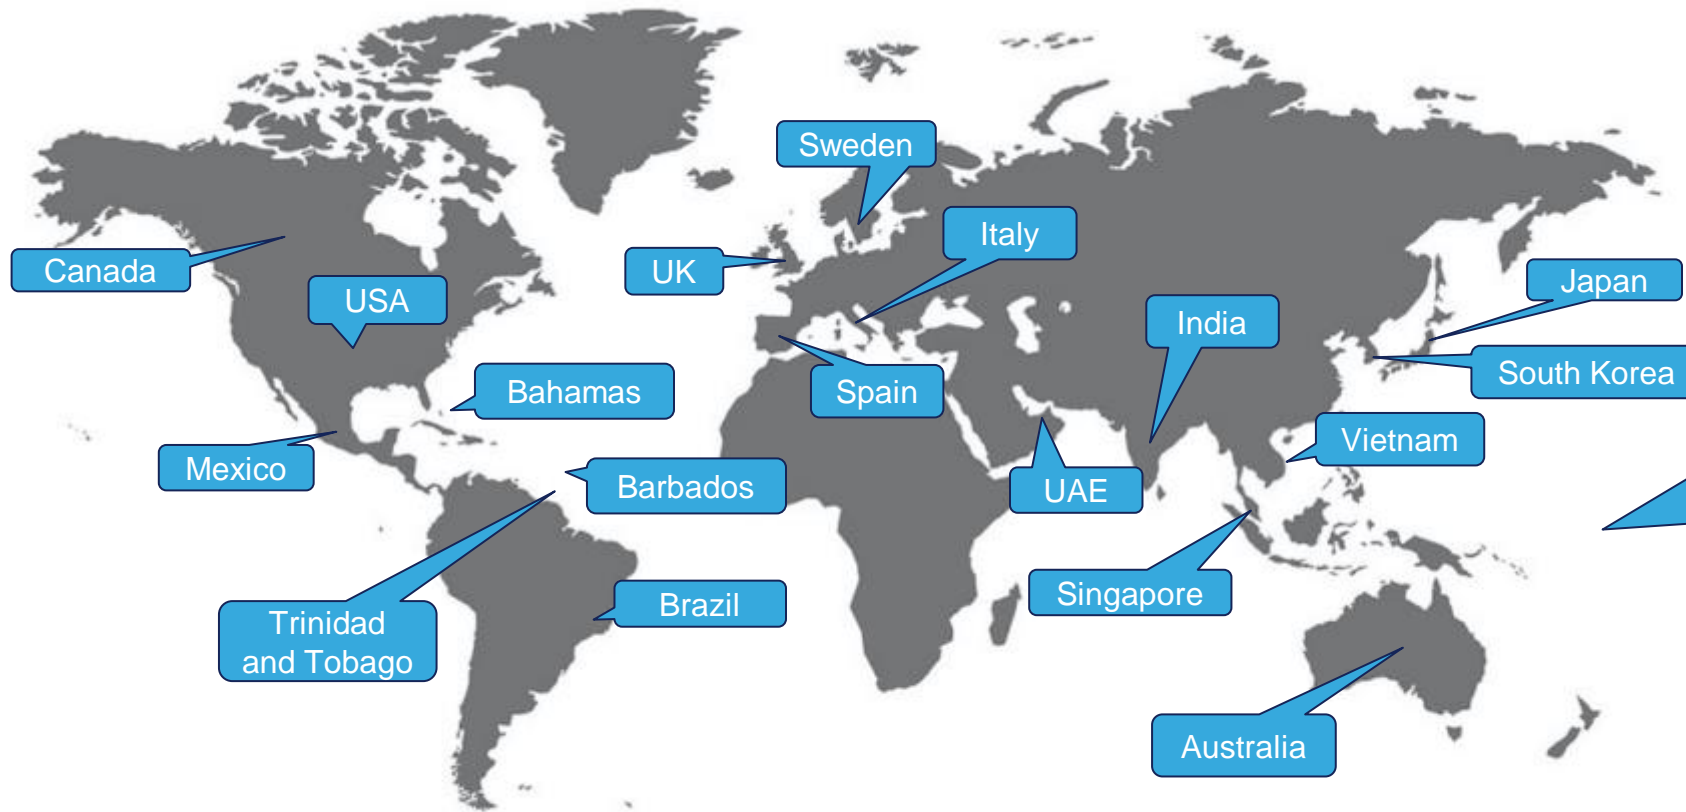 Sweden
Italy
UK
Canada
Japan
USA
India
South Korea
Bahamas
Spain
Vietnam
Mexico
Barbados
UAE
Singapore
Brazil
Trinidad
and Tobago
Australia